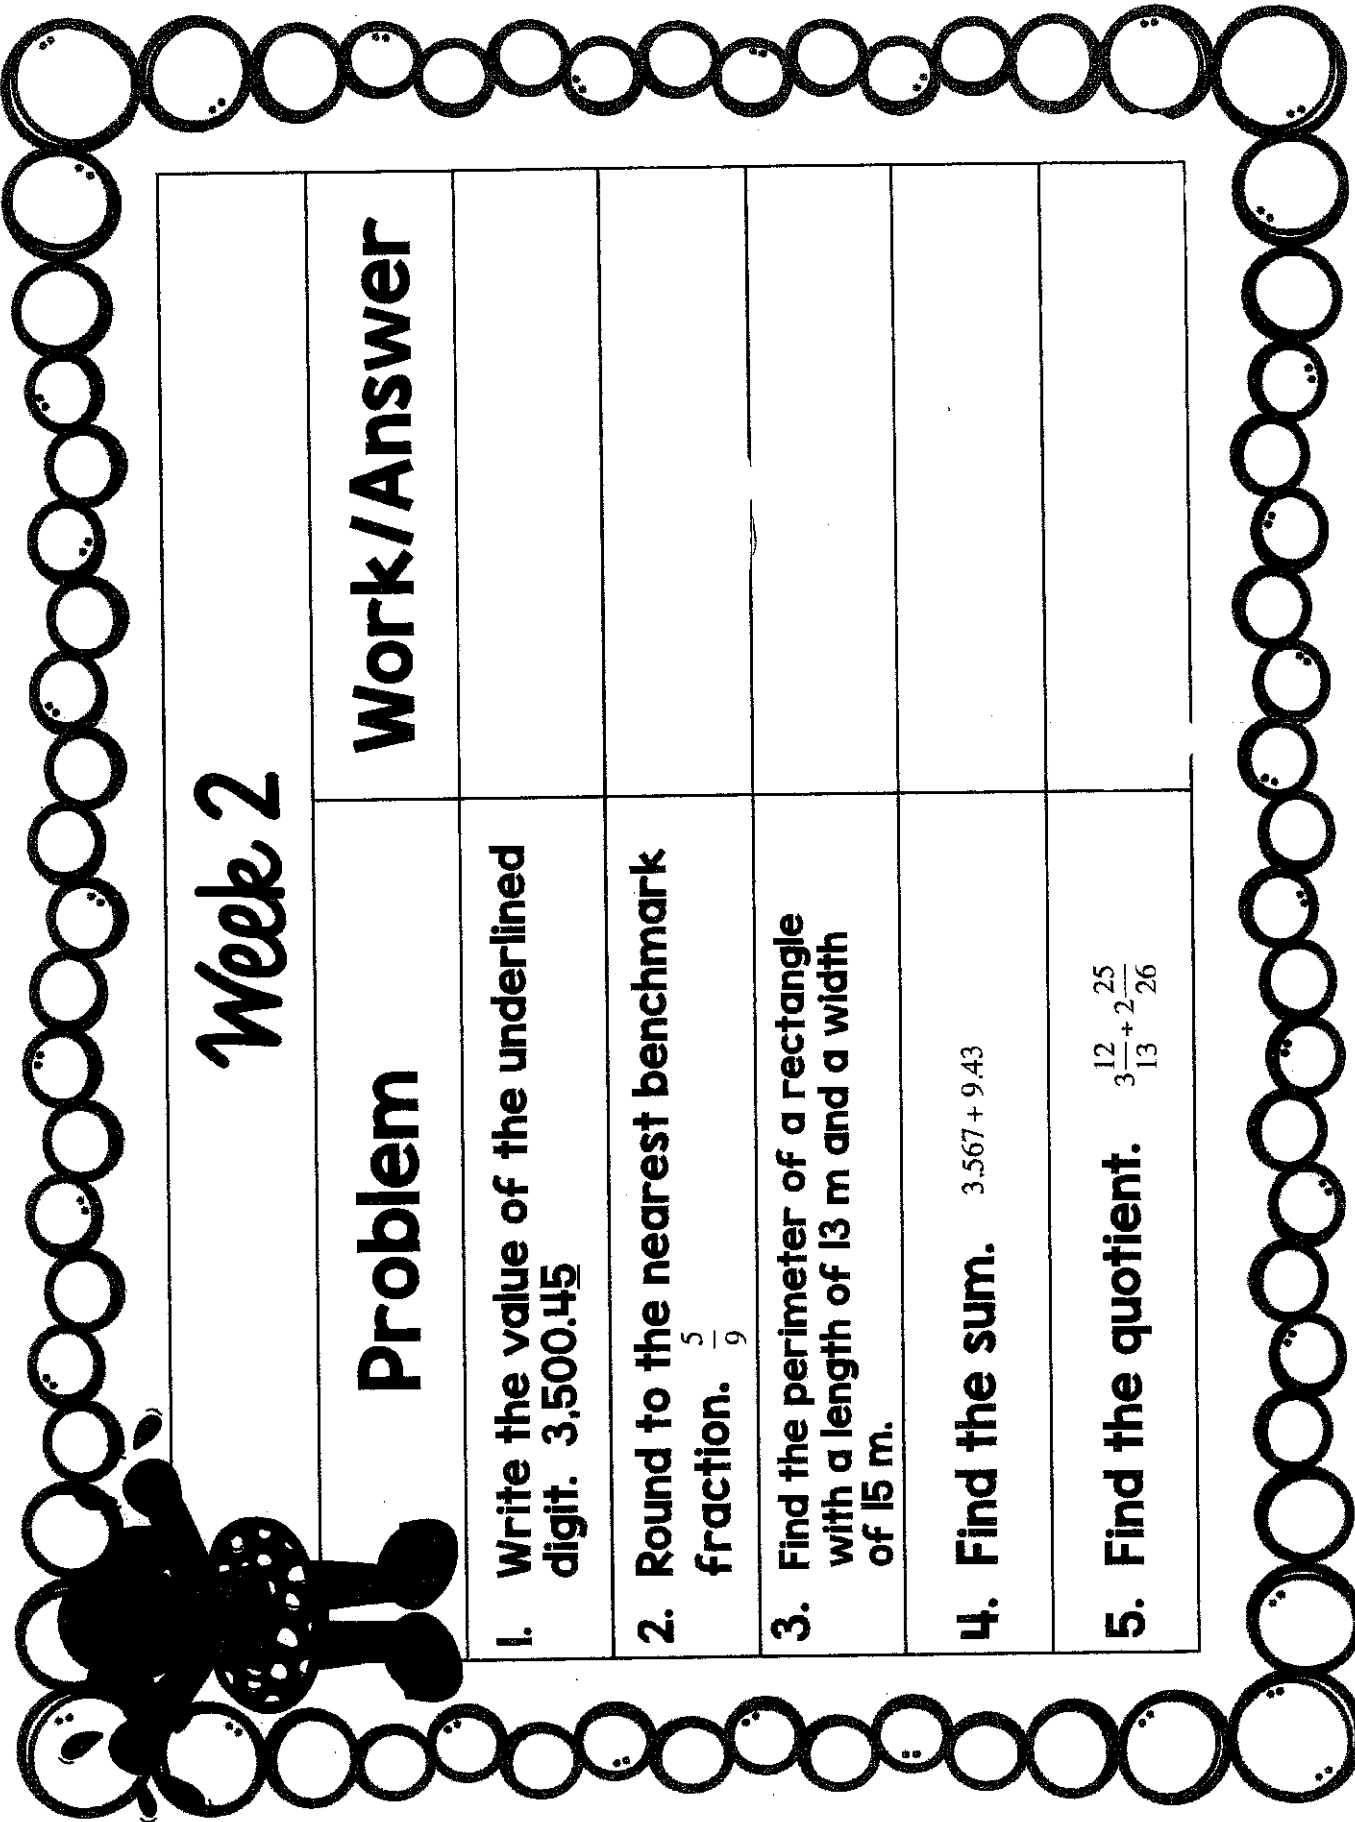 Week 2
Problem
Work/Answer
1. Write the value of the underlined
digit. 3,500.45
2. Round to the nearest benchmark
fraction. 5/9
3. Find the perimeter of a rectangle
with a length of 13 m and a width
of 15 m.
4. Find the sum. 3.567 + 9.43
5. Find the quotient. 3 12/13 + 2 25/26